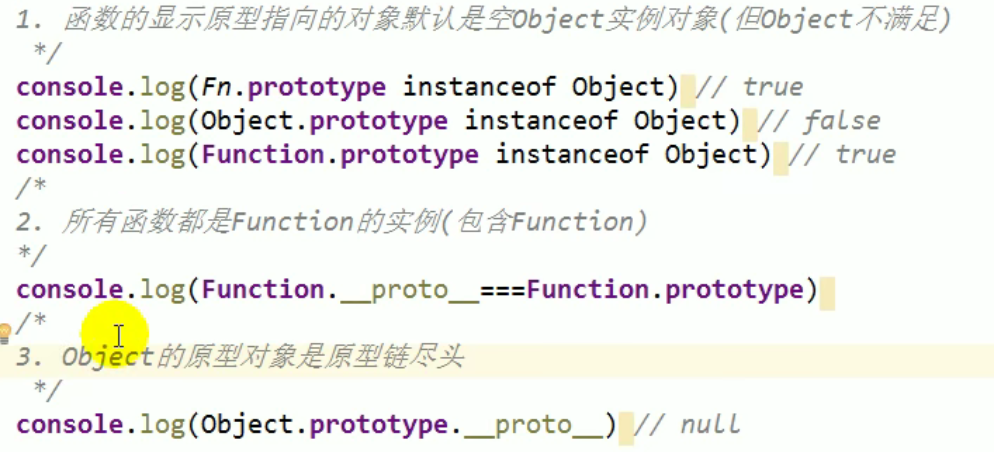 1. 函数的显示原型指向的对象默认是空Object实例对象(但Object不满足)
*/
console.log(Fn.prototype instanceof Object) // true
console.log(Object.prototype instanceof Object) // false
console.log(Function.prototype instanceof Object) // true
/*
2. 所有函数都是Function的实例(包含Function)
*/
console.log(Function.__proto__===Function.prototype)
/*
3. Object的原型对象是原型链尽头
*/
console.log(Object.prototype.__proto__) // null